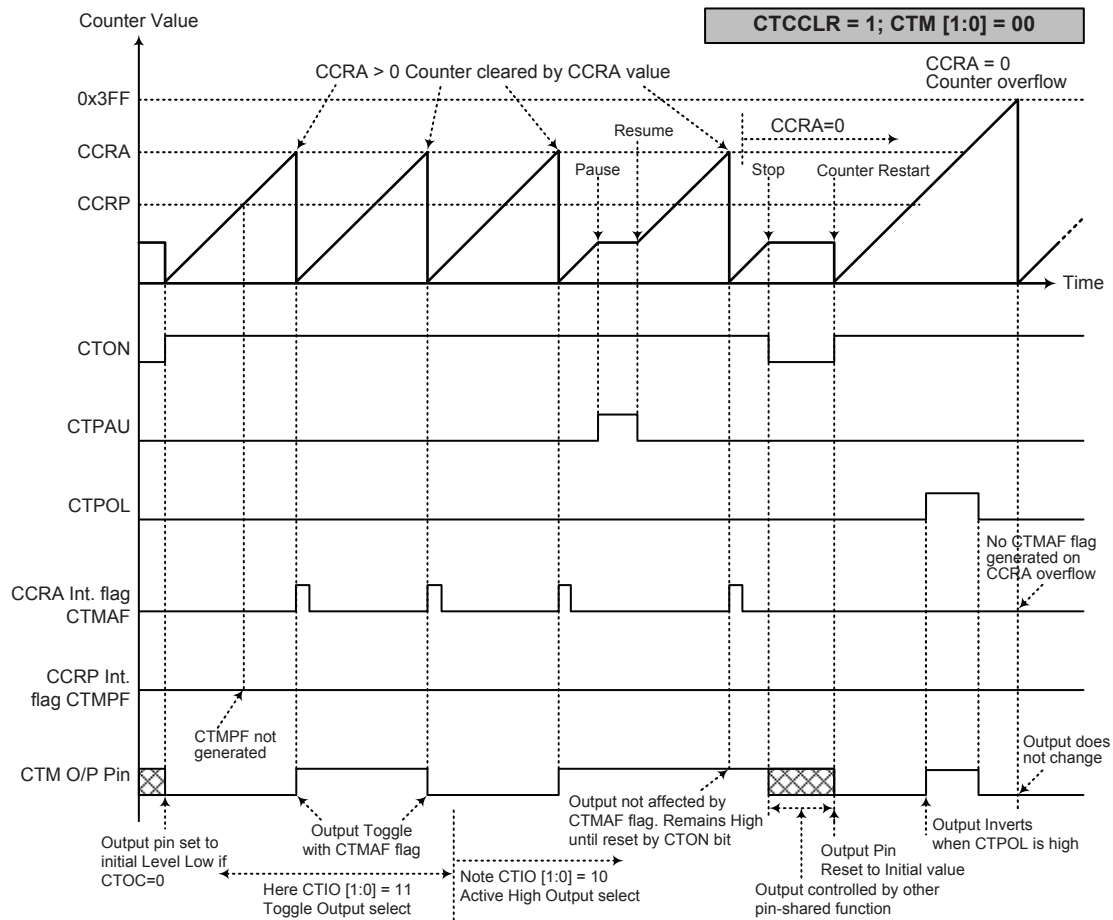 Counter Value
CTCCLR = 1; CTM [1:0] = 00
CCRA > 0 Counter cleared by CCRA value
CCRA = 0
Counter overflow
0x3FF
Resume
CCRA=0
CCRA
Pause
Stop
Counter Restart
CCRP
Time
CTON
CTPAU
CTPOL
No CTMAF flag
generated on
CCRA overflow
CCRA Int. flag
CTMAF
CCRP Int.
flag CTMPF
CTMPF not
generated
Output does
not change
CTM O/P Pin
Output pin set to
initial Level Low if
CTOC=0
Output Toggle
with CTMAF flag
Output not affected by
CTMAF flag. Remains High
until reset by CTON bit
Output Inverts
when CTPOL is high
Output Pin
Reset to Initial value
Here CTIO [1:0] = 11
Toggle Output select
Note CTIO [1:0] = 10
Active High Output select
Output controlled by other
pin-shared function